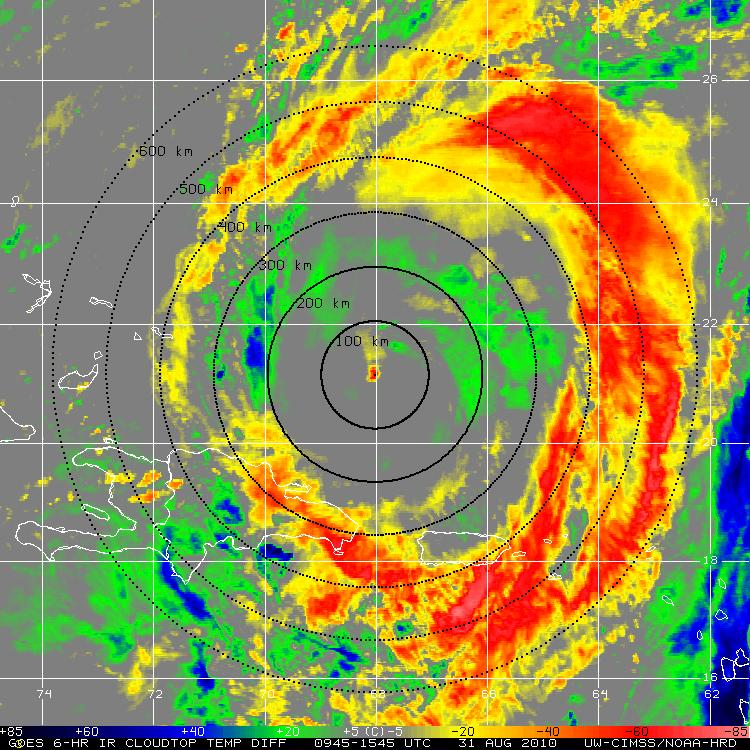 26
600 km
500 km
24
400 km
300 km
200 km
22
100 km
20
18
16
74 72 70 68 66 64 62
+85 +60 +40 +20 +5 (C) -5 -20 -40 -60 -85
GOES 6-HR IR CLOUDTOP TEMP DIFF 0945-1545 UTC 31 AUG 2010 UW-CIMSS/NOAA-HRD